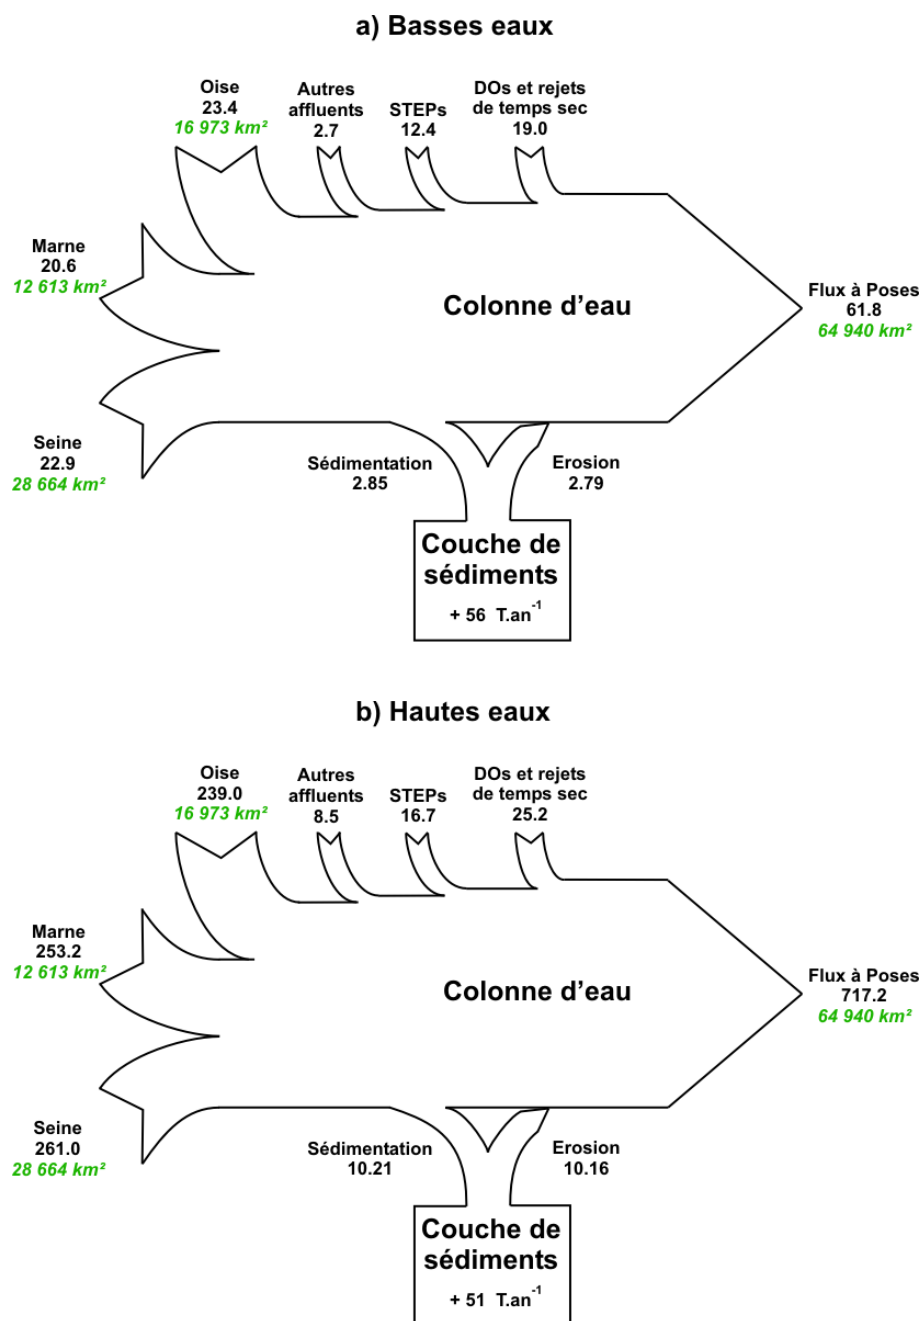 a) Basses eaux
Oise
23.4
16 973 km²
Autres
affluents
2.7
STEPs
12.4
DOs et rejets
de temps sec
19.0
Marne
20.6
12 613 km²
Colonne d'eau
Flux à Poses
61.8
64 940 km²
Seine
22.9
28 664 km²
Sédimentation
2.85
Erosion
2.79
Couche de
sédiments
+ 56 T.an⁻¹
b) Hautes eaux
Oise
239.0
16 973 km²
Autres
affluents
8.5
STEPs
16.7
DOs et rejets
de temps sec
25.2
Marne
253.2
12 613 km²
Colonne d'eau
Flux à Poses
717.2
64 940 km²
Seine
261.0
28 664 km²
Sédimentation
10.21
Erosion
10.16
Couche de
sédiments
+ 51 T.an⁻¹